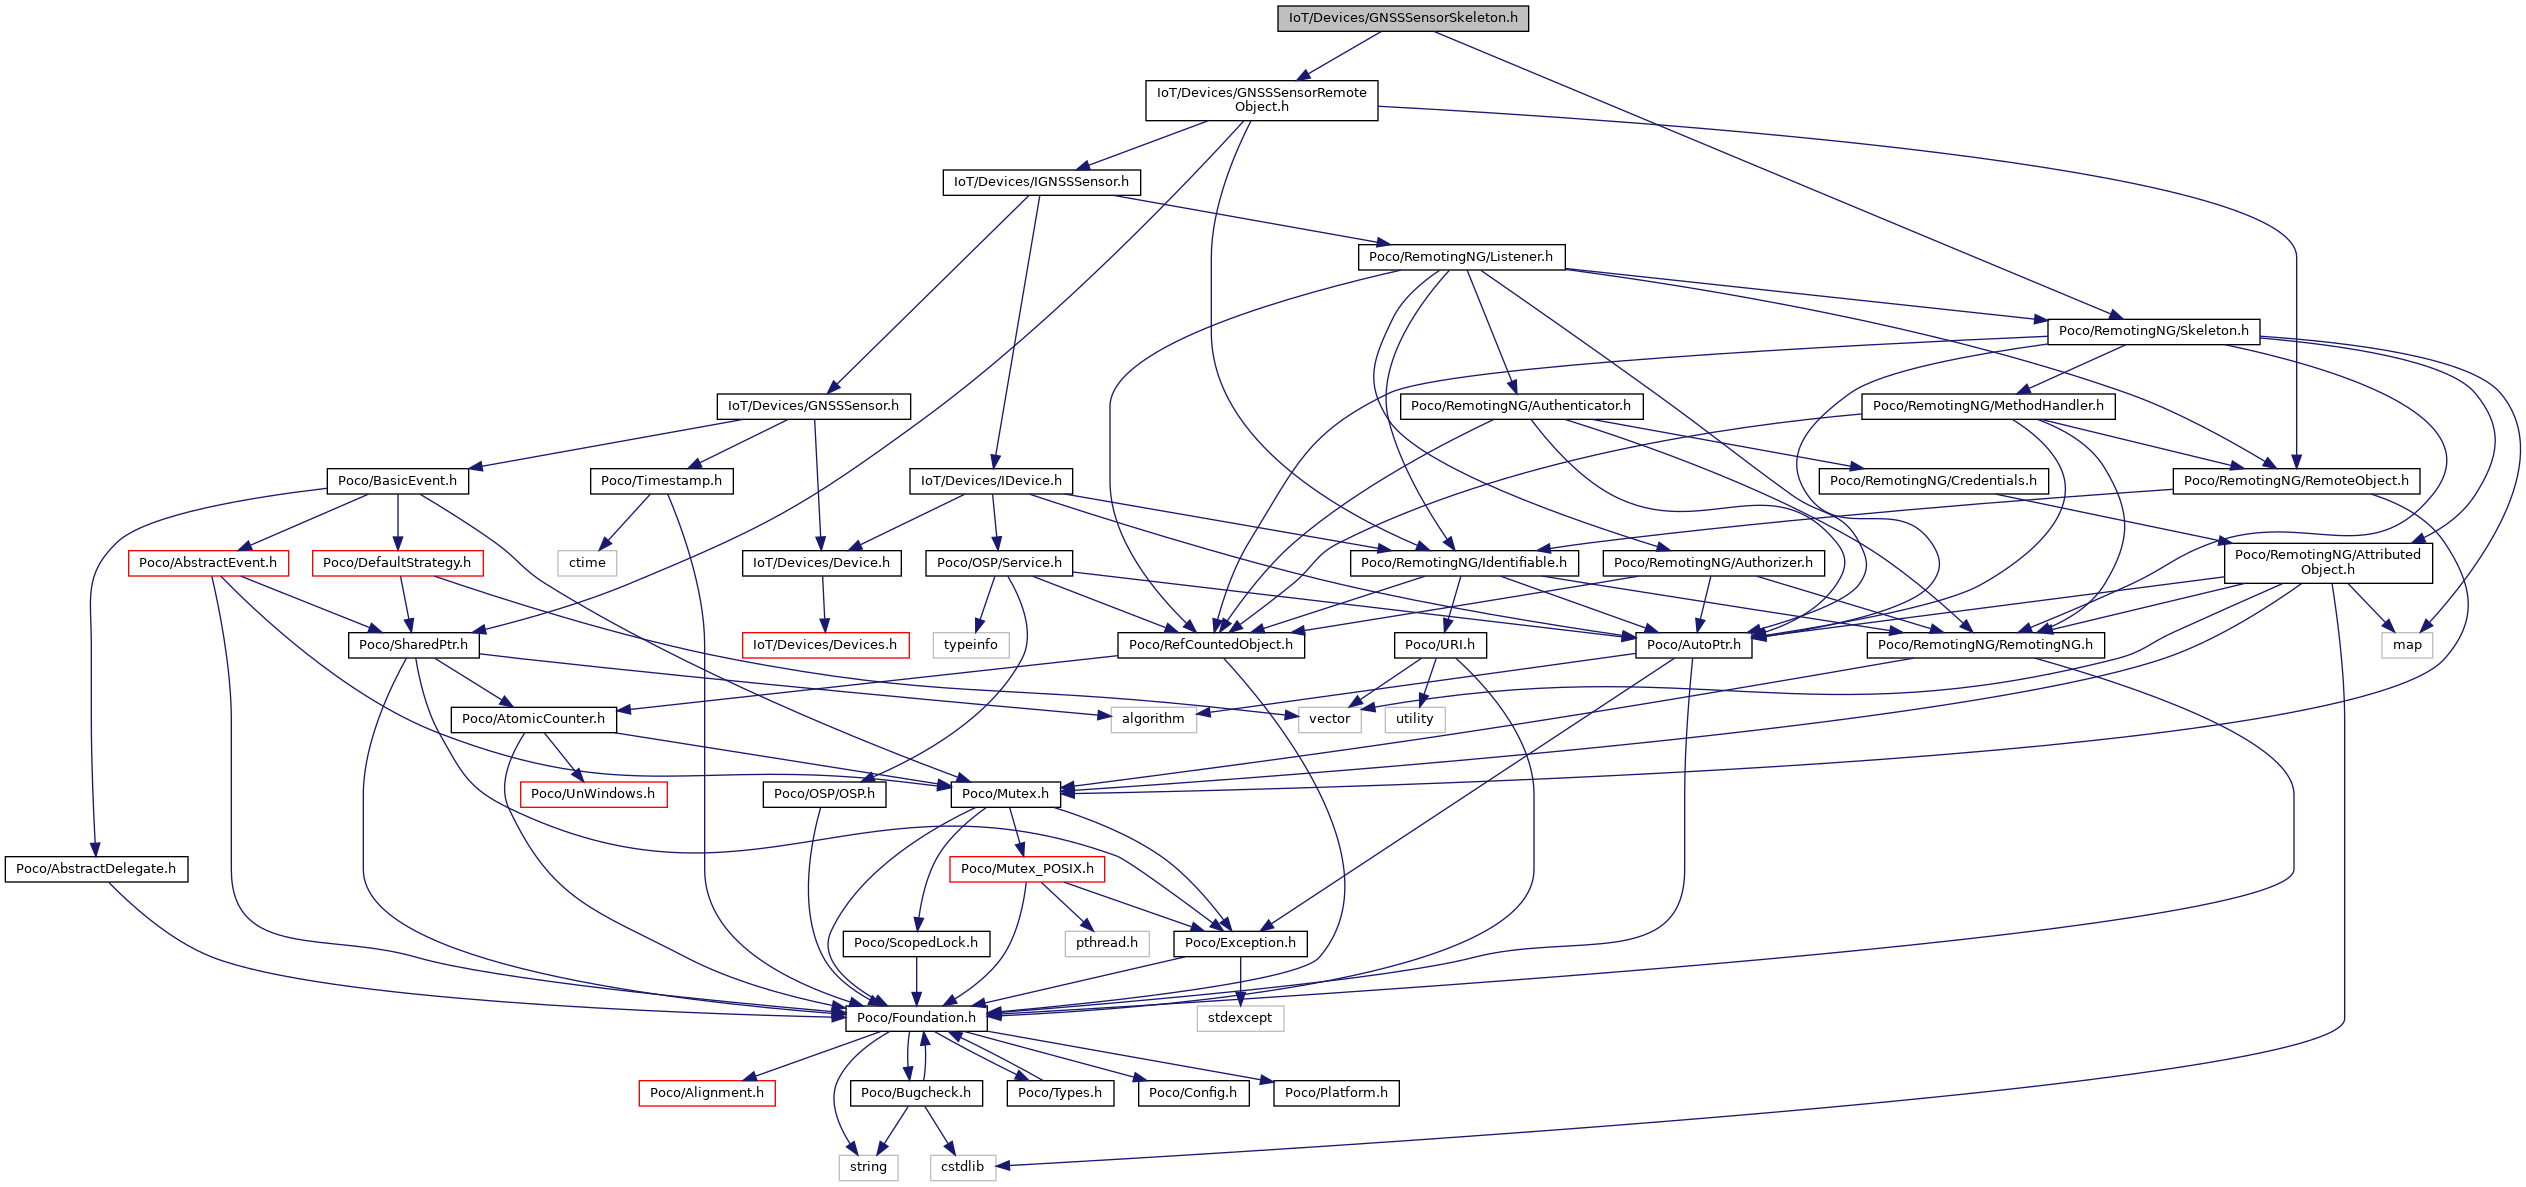 IoT/Devices/GNSSSensorSkeleton.h
IoT/Devices/GNSSSensorRemote
Object.h
IoT/Devices/IGNSSSensor.h
Poco/RemotingNG/Listener.h
Poco/RemotingNG/Skeleton.h
IoT/Devices/GNSSSensor.h
Poco/RemotingNG/Authenticator.h
Poco/RemotingNG/MethodHandler.h
Poco/BasicEvent.h
Poco/Timestamp.h
IoT/Devices/IDevice.h
Poco/RemotingNG/Credentials.h
Poco/RemotingNG/RemoteObject.h
Poco/AbstractEvent.h
Poco/DefaultStrategy.h
ctime
IoT/Devices/Device.h
Poco/OSP/Service.h
Poco/RemotingNG/Identifiable.h
Poco/RemotingNG/Authorizer.h
Poco/RemotingNG/Attributed
Object.h
Poco/SharedPtr.h
IoT/Devices/Devices.h
typeinfo
Poco/RefCountedObject.h
Poco/URI.h
Poco/AutoPtr.h
Poco/RemotingNG/RemotingNG.h
map
Poco/AtomicCounter.h
algorithm
vector
utility
Poco/UnWindows.h
Poco/OSP/OSP.h
Poco/Mutex.h
Poco/AbstractDelegate.h
Poco/Mutex_POSIX.h
Poco/ScopedLock.h
pthread.h
Poco/Exception.h
Poco/Foundation.h
stdexcept
Poco/Alignment.h
Poco/Bugcheck.h
Poco/Types.h
Poco/Config.h
Poco/Platform.h
string
cstdlib